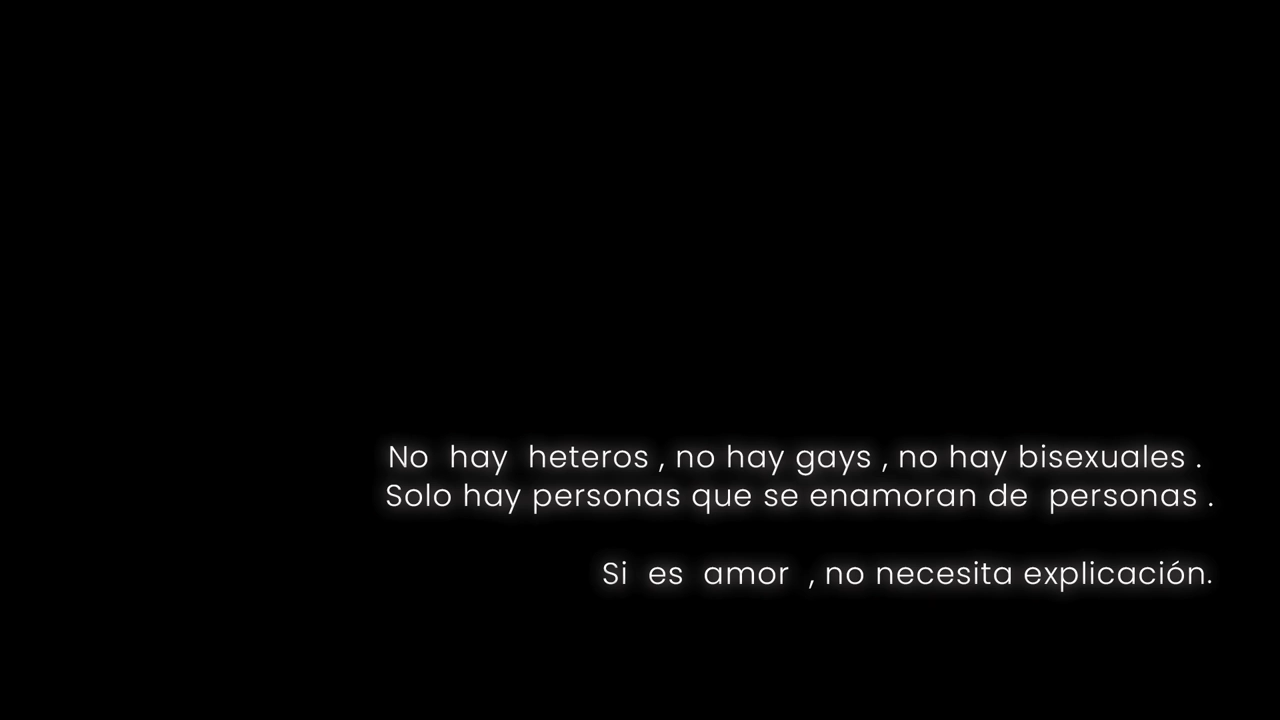 No hay heteros , no hay gays , no hay bisexuales .
Solo hay personas que se enamoran de personas .
Si es amor , no necesita explicación.